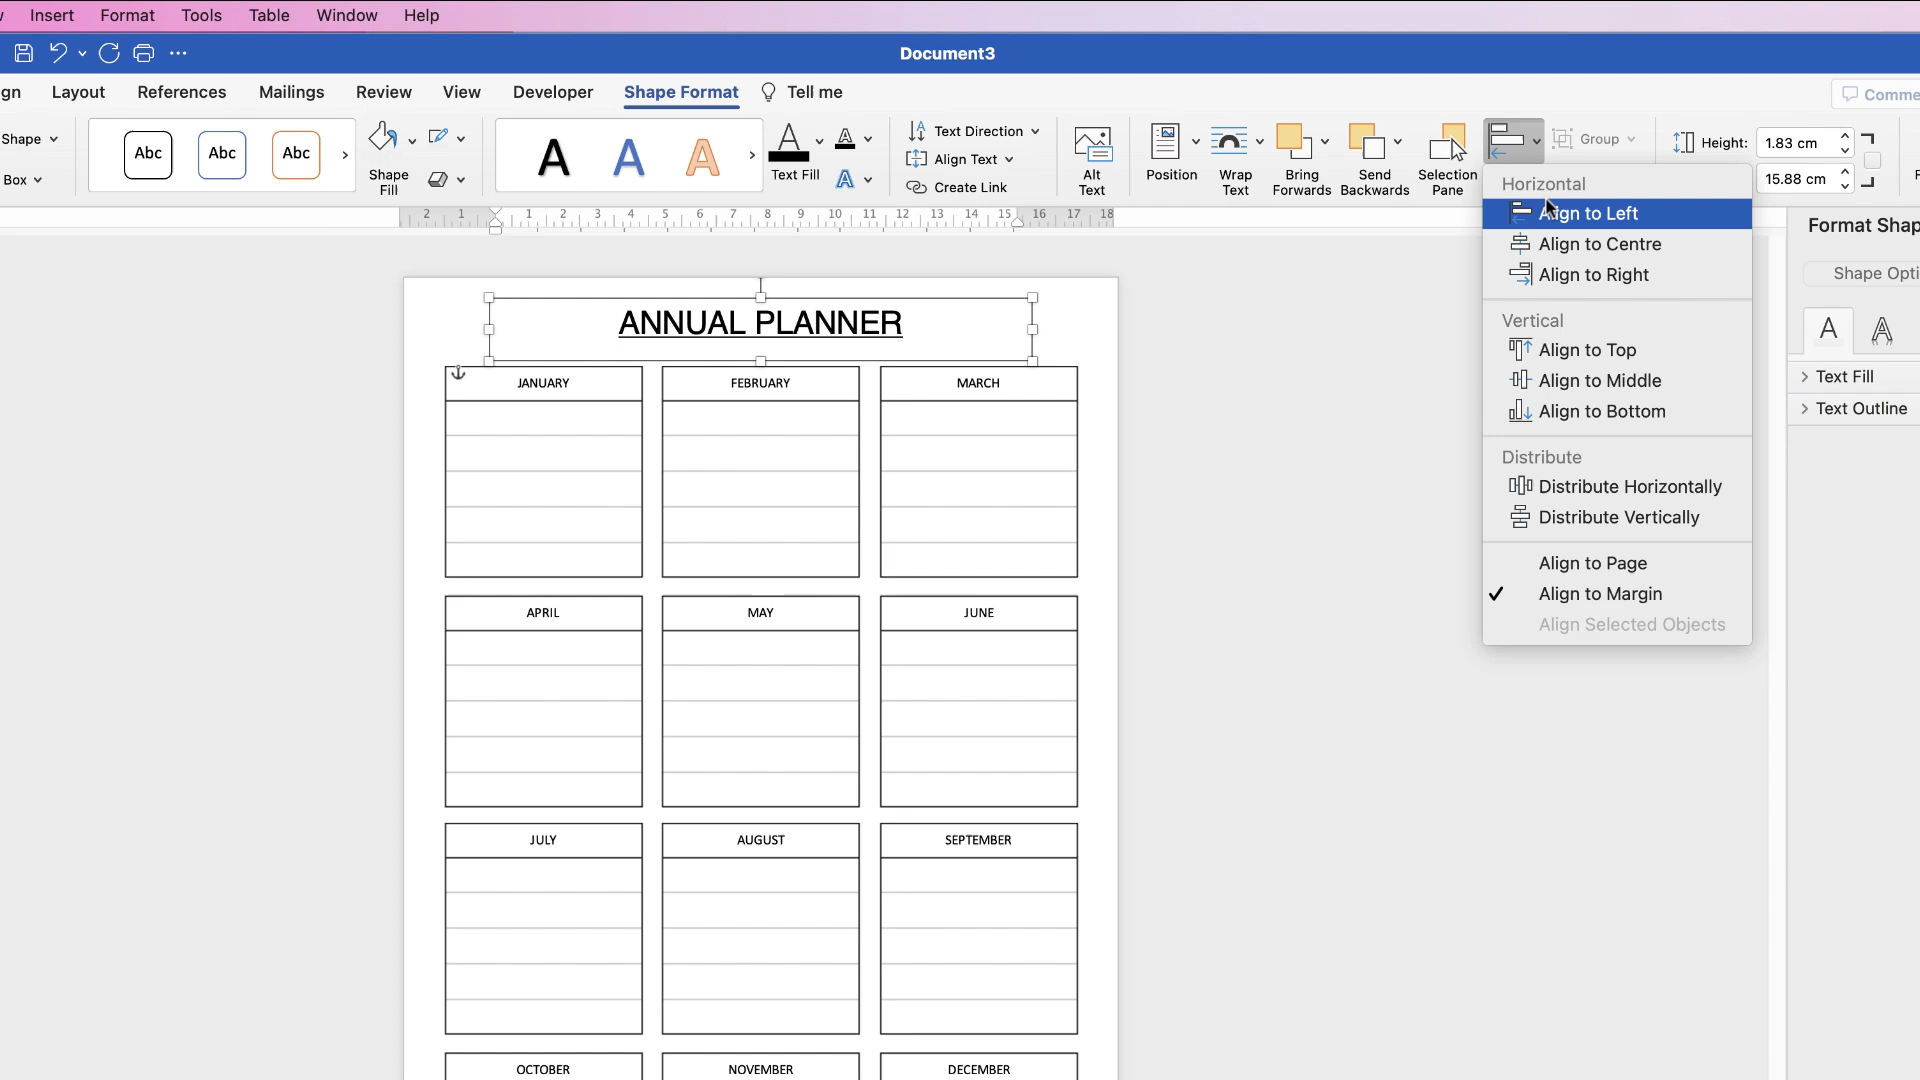 Insert Format Tools Table Window Help
Document3
gn Layout References Mailings Review View Developer Shape Format Tell me
Comme
Shape
Box
Abc Abc Abc
Shape
Fill
A A A
Text Fill
Text Direction
Align Text
Create Link
Alt
Text
Position
Wrap
Text
Bring
Forwards
Send
Backwards
Selection
Pane
Group
Height: 1.83 cm
15.88 cm
2 1 1 2 3 4 5 6 7 8 9 10 11 12 13 14 15 16 17 18
Horizontal
Align to Left
Align to Centre
Align to Right
Vertical
Align to Top
Align to Middle
Align to Bottom
Distribute
Distribute Horizontally
Distribute Vertically
Align to Page
Align to Margin
Align Selected Objects
Format Shap
Shape Opti
Text Fill
Text Outline
ANNUAL PLANNER
JANUARY FEBRUARY MARCH
APRIL MAY JUNE
JULY AUGUST SEPTEMBER
OCTOBER NOVEMBER DECEMBER